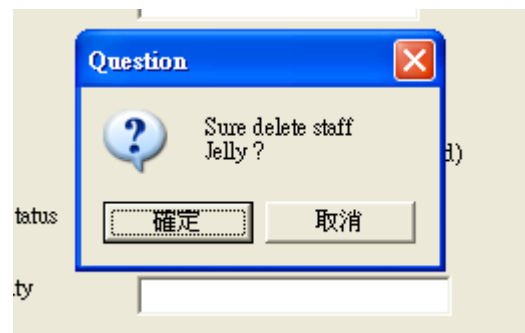 Question
Sure delete staff
Jelly ?
d)
tatus
確定
取消
ty